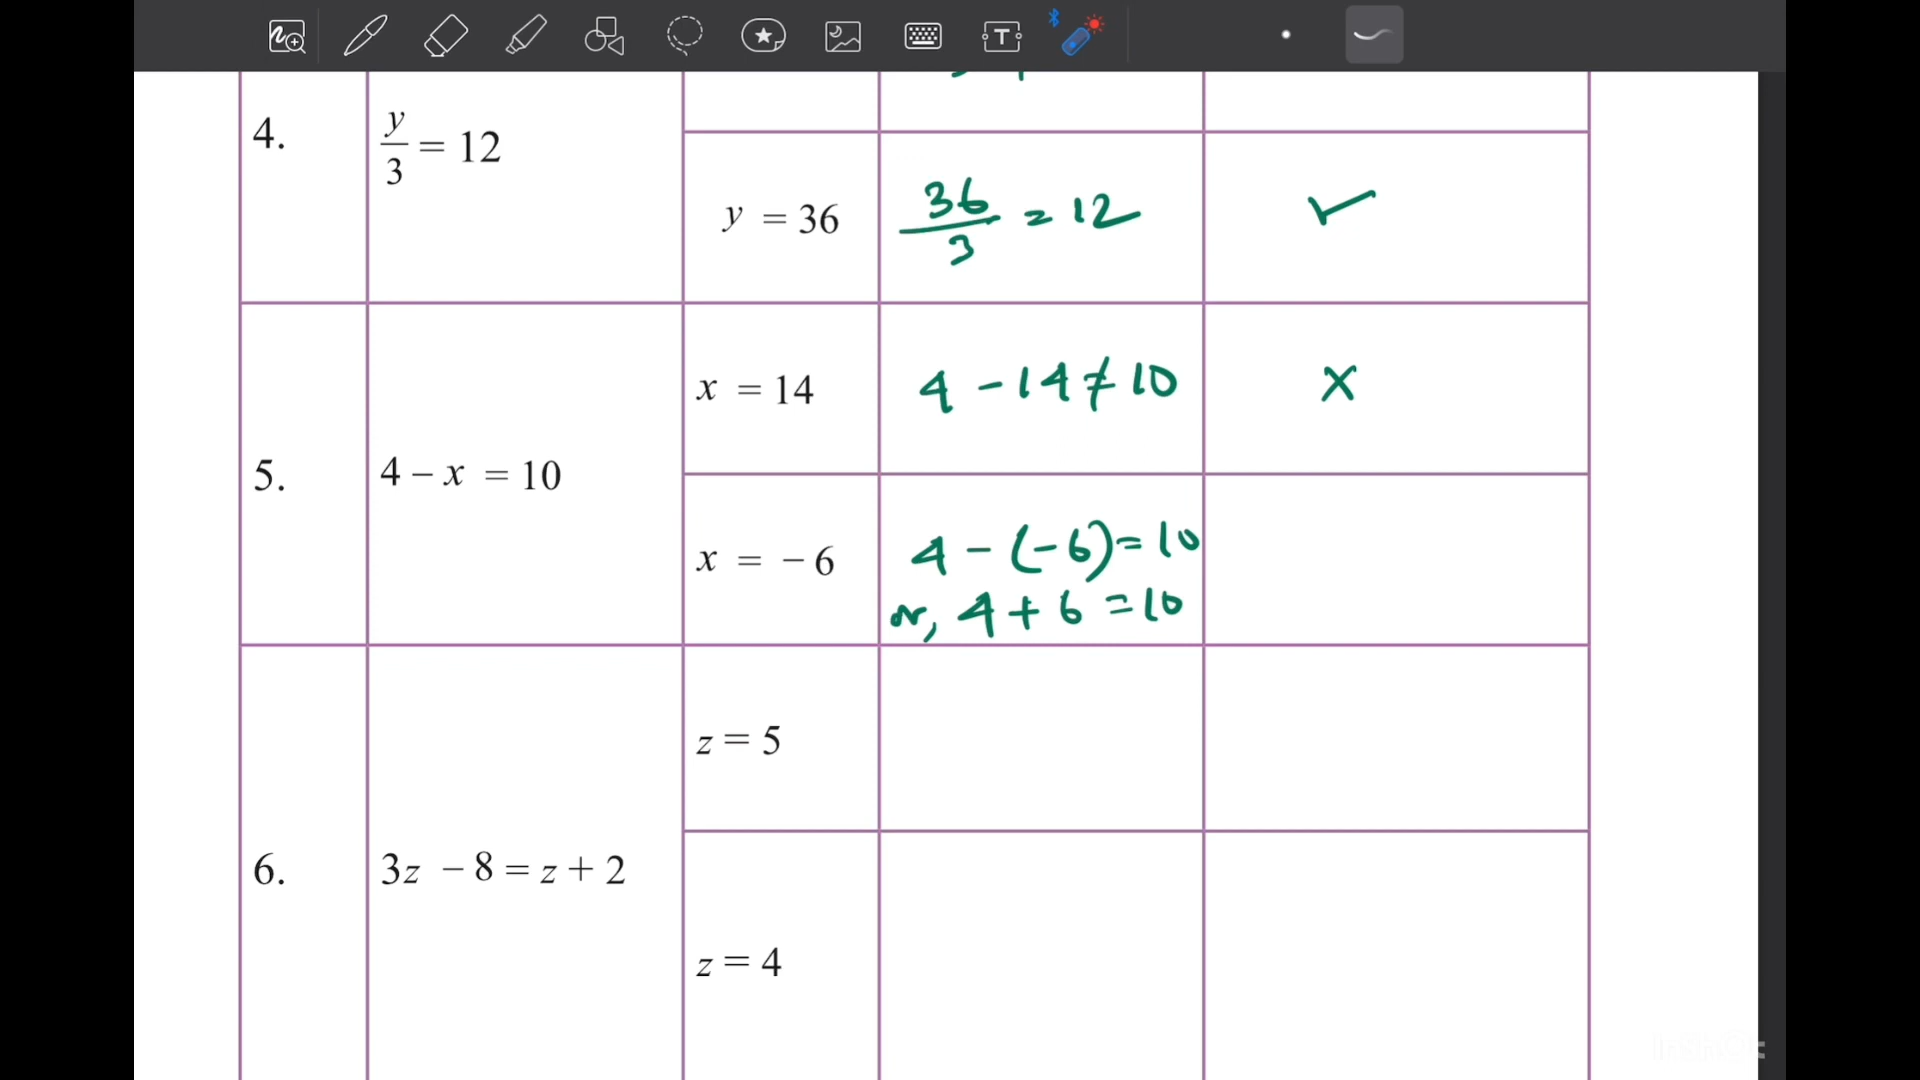 4.
y/3 = 12
y = 36
36/3 = 12
✓
x = 14
4 - 14 ≠ 10
x
5.
4 – x = 10
x = – 6
4 - (-6) = 10
or, 4 + 6 = 10
z = 5
6.
3z – 8 = z + 2
z = 4